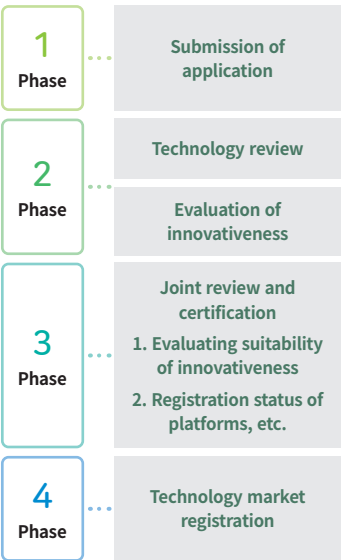 1
Phase
Submission of
application
2
Phase
Technology review
Evaluation of
innovativeness
3
Phase
Joint review and
certification
1. Evaluating suitability
of innovativeness
2. Registration status of
platforms, etc.
4
Phase
Technology market
registration